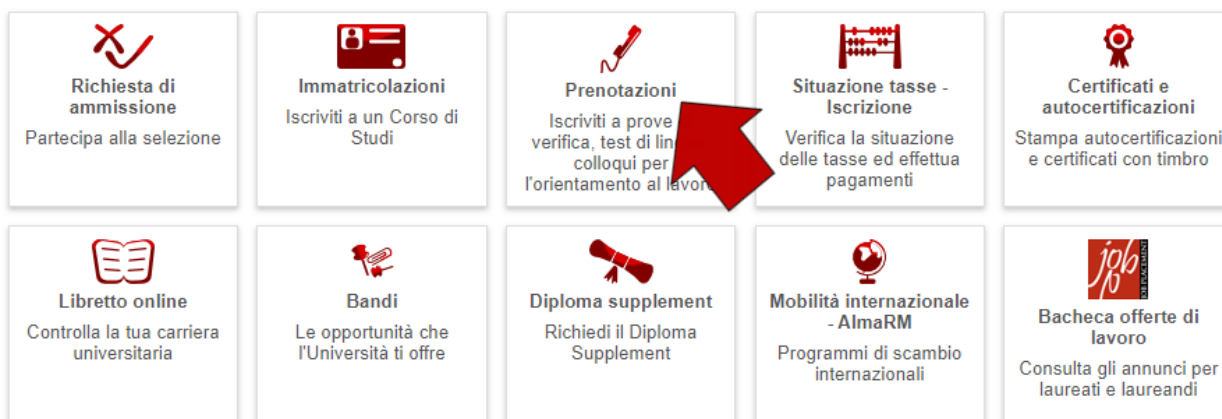 Richiesta di
ammissione
Partecipa alla selezione
Immatricolazioni
Iscriviti a un Corso di
Studi
Prenotazioni
Iscriviti a prove
verifica, test di
colloqui per
l'orientamento al
Situazione tasse -
Iscrizione
Verifica la situazione
delle tasse ed effettua
pagamenti
Certificati e
autocertificazioni
Stampa autocertificazioni
e certificati con timbro
Libretto online
Controlla la tua carriera
universitaria
Bandi
Le opportunità che
l'Università ti offre
Diploma supplement
Richiedi il Diploma
Supplement
Mobilità internazionale
- AlmaRM
Programmi di scambio
internazionali
job
JOB PLACEMENT
Bacheca offerte di
lavoro
Consulta gli annunci per
laureati e laureandi